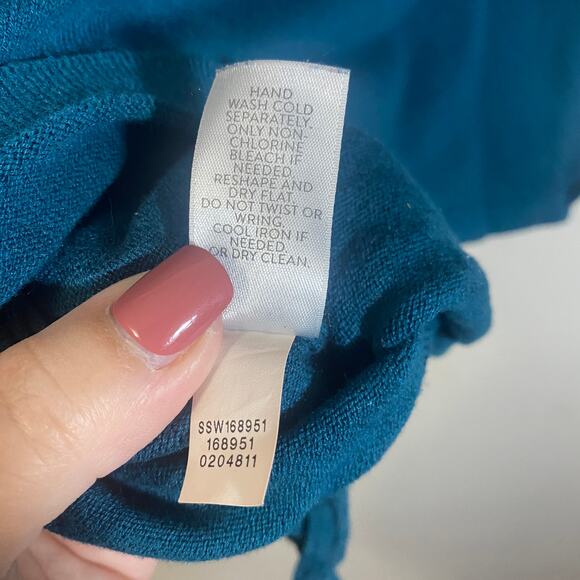 HAND
WASH COLD
SEPARATELY.
ONLY NON-
CHLORINE
BLEACH IF
NEEDED.
RESHAPE AND
DRY FLAT.
DO NOT TWIST OR
WRING
COOL IRON IF
NEEDED.
OR DRY CLEAN.
SSW168951
168951
0204811